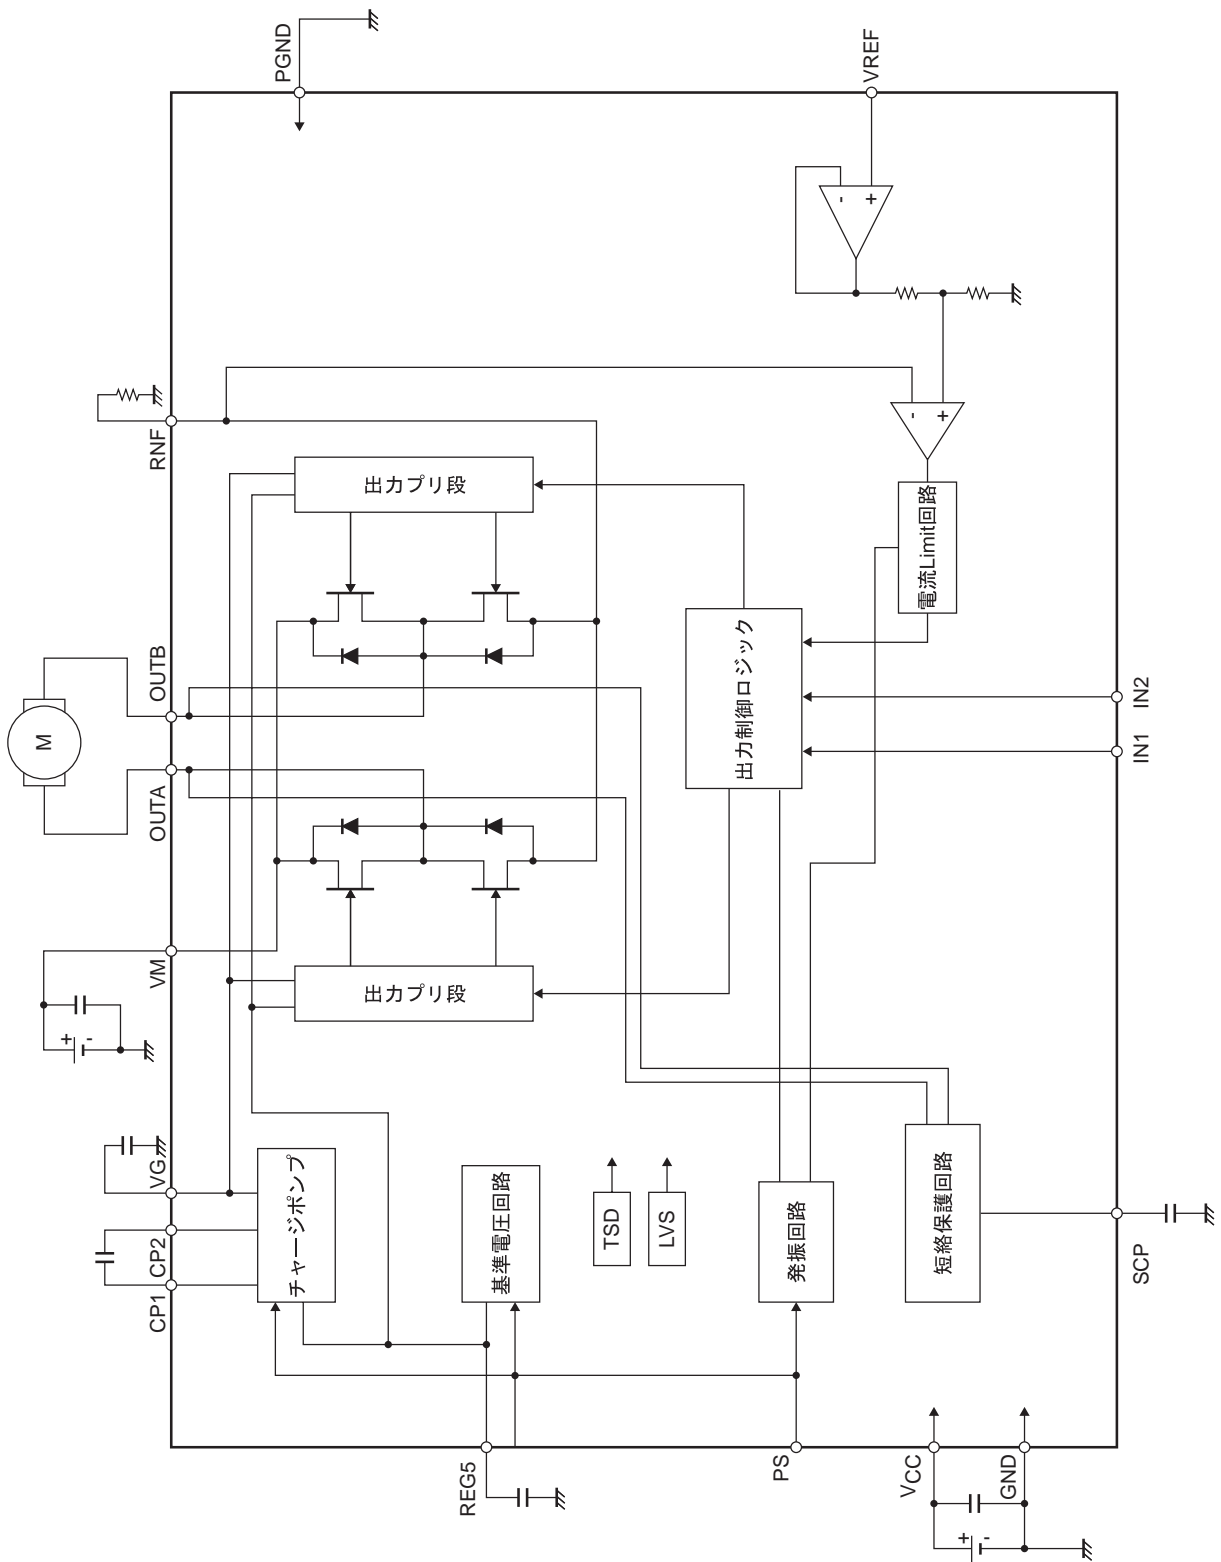 PGND
VREF
-
+
RNF
-
+
出力プリ段
電流Limit回路
OUTB
M
OUTA
出力制御ロジック
IN2
IN1
VM
出力プリ段
+
-
VG
CP2
CP1
チャージポンプ
基準電圧回路
TSD
LVS
発振回路
短絡保護回路
SCP
REG5
PS
VCC
GND
+
-